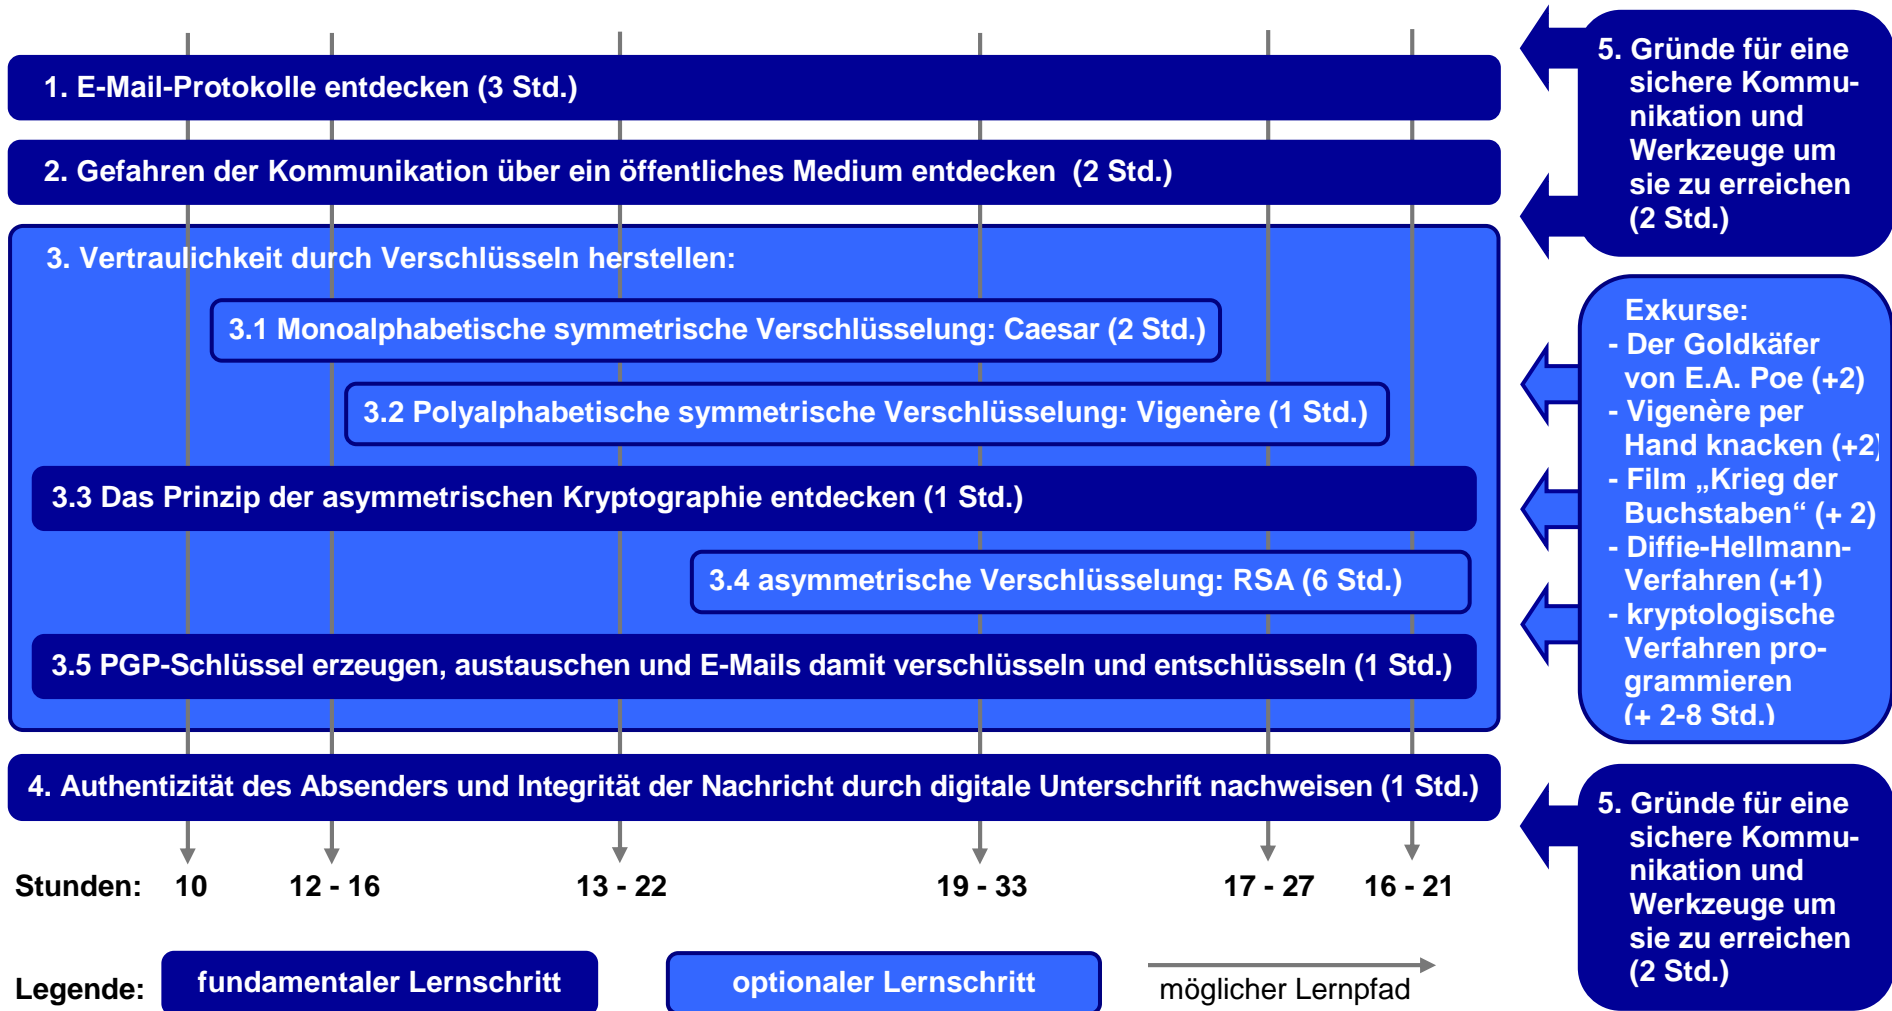 1. E-Mail-Protokolle entdecken (3 Std.)
2. Gefahren der Kommunikation über ein öffentliches Medium entdecken (2 Std.)
3. Vertraulichkeit durch Verschlüsseln herstellen:
3.1 Monoalphabetische symmetrische Verschlüsselung: Caesar (2 Std.)
3.2 Polyalphabetische symmetrische Verschlüsselung: Vigenère (1 Std.)
3.3 Das Prinzip der asymmetrischen Kryptographie entdecken (1 Std.)
3.4 asymmetrische Verschlüsselung: RSA (6 Std.)
3.5 PGP-Schlüssel erzeugen, austauschen und E-Mails damit verschlüsseln und entschlüsseln (1 Std.)
4. Authentizität des Absenders und Integrität der Nachricht durch digitale Unterschrift nachweisen (1 Std.)
5. Gründe für eine
sichere Kommu-
nikation und
Werkzeuge um
sie zu erreichen
(2 Std.)
Exkurse:
- Der Goldkäfer
von E.A. Poe (+2)
- Vigenère per
Hand knacken (+2)
- Film „Krieg der
Buchstaben“ (+ 2)
- Diffie-Hellmann-
Verfahren (+1)
- kryptologische
Verfahren pro-
grammieren
(+ 2-8 Std.)
5. Gründe für eine
sichere Kommu-
nikation und
Werkzeuge um
sie zu erreichen
(2 Std.)
Stunden: 10 12 - 16 13 - 22 19 - 33 17 - 27 16 - 21
Legende: fundamentaler Lernschritt optionaler Lernschritt möglicher Lernpfad